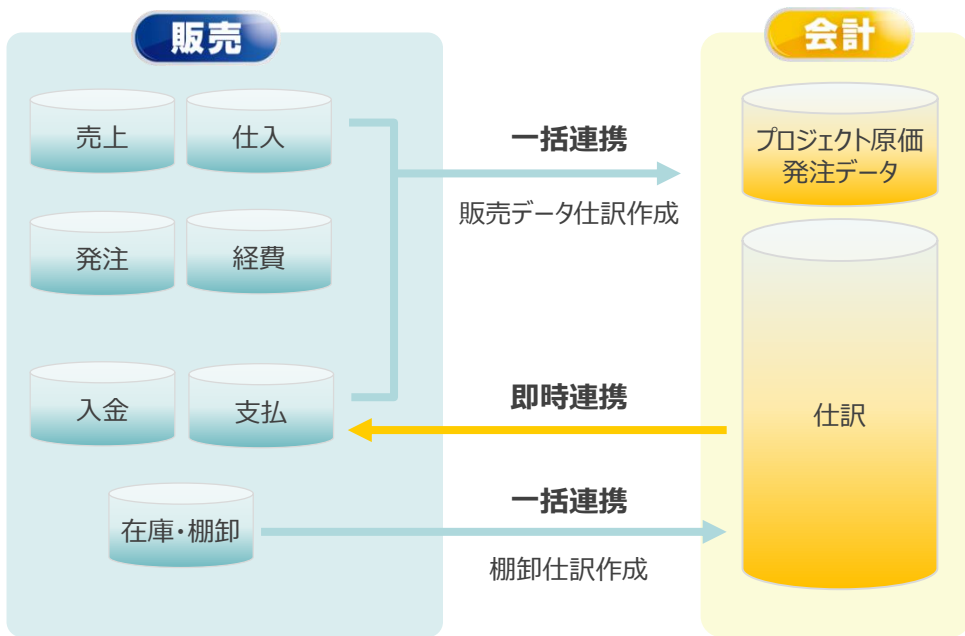 販売
会計
売上
仕入
発注
経費
入金
支払
在庫・棚卸
一括連携
販売データ仕訳作成
即時連携
一括連携
棚卸仕訳作成
プロジェクト原価
発注データ
仕訳